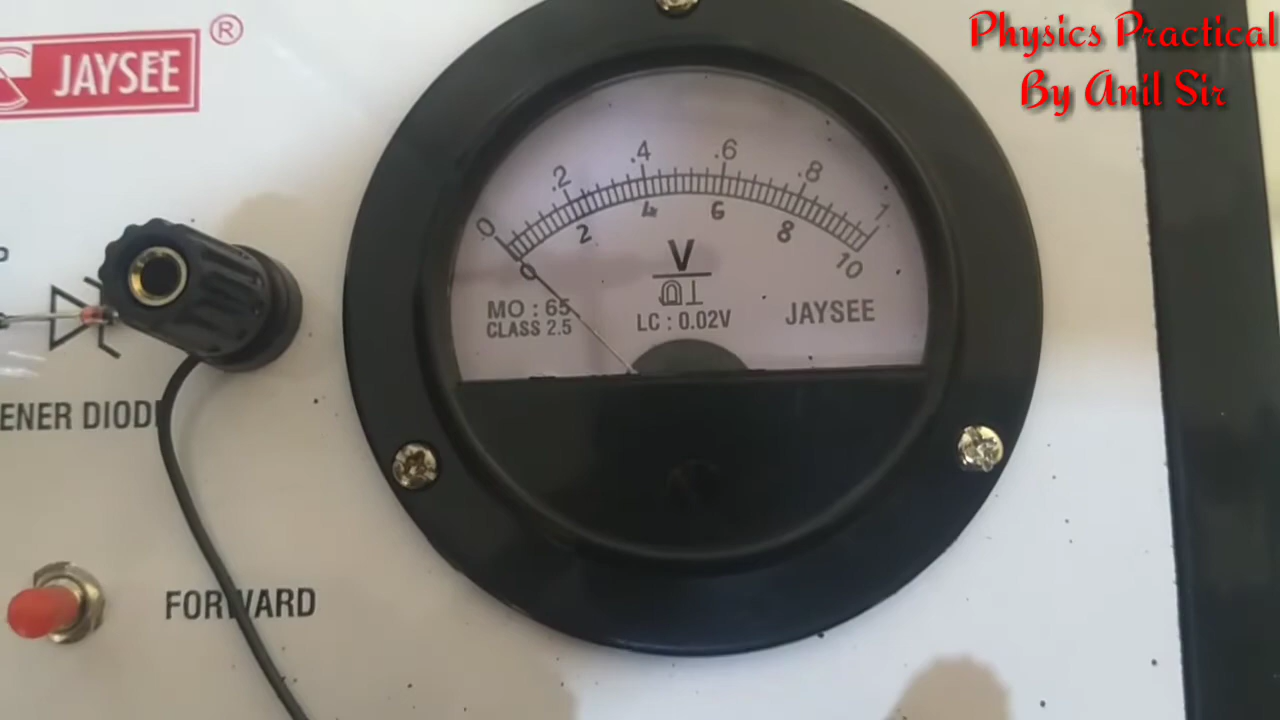 Physics Practical
By Anil Sir
JAYSEE ®
0 .2 .4 .6 .8 1
0 2 4 6 8 10
V
MO : 65
CLASS 2.5
LC : 0.02V
JAYSEE
ENER DIODE
FORWARD